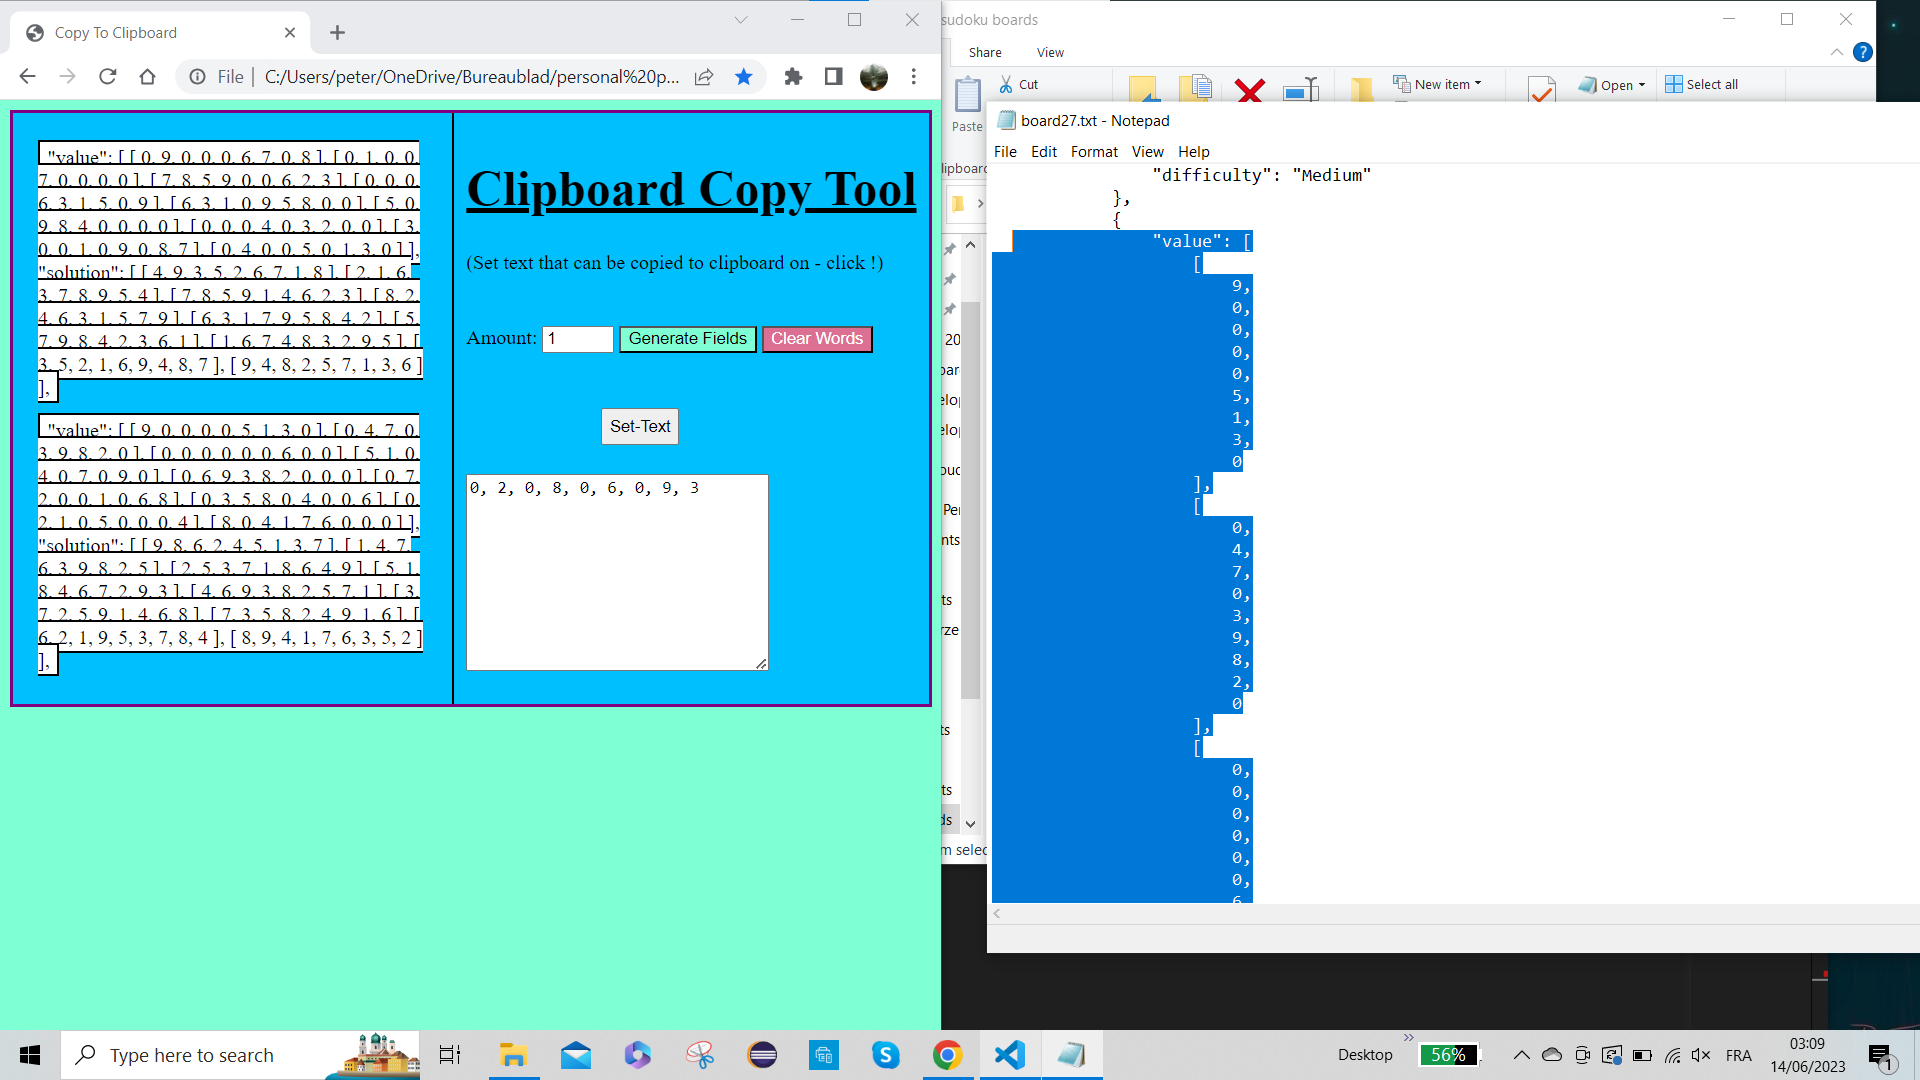 Copy To Clipboard
File
C:/Users/peter/OneDrive/Bureaublad/personal%20p...
"value": [ [ 0, 9, 0, 0, 0, 6, 7, 0, 8 ], [ 0, 1, 0, 0,
7, 0, 0, 0, 0 ], [ 7, 8, 5, 9, 0, 0, 6, 2, 3 ], [ 0, 0, 0,
6, 3, 1, 5, 0, 9 ], [ 6, 3, 1, 0, 9, 5, 8, 0, 0 ], [ 5, 0,
9, 8, 4, 0, 0, 0, 0 ], [ 0, 0, 0, 4, 0, 3, 2, 0, 0 ], [ 3,
0, 0, 1, 0, 9, 0, 8, 7 ], [ 0, 4, 0, 0, 5, 0, 1, 3, 0 ] ],
"solution": [ [ 4, 9, 3, 5, 2, 6, 7, 1, 8 ], [ 2, 1, 6,
3, 7, 8, 9, 5, 4 ], [ 7, 8, 5, 9, 1, 4, 6, 2, 3 ], [ 8, 2,
4, 6, 3, 1, 5, 7, 9 ], [ 6, 3, 1, 7, 9, 5, 8, 4, 2 ], [ 5,
7, 9, 8, 4, 2, 3, 6, 1 ], [ 1, 6, 7, 4, 8, 3, 2, 9, 5 ], [
3, 5, 2, 1, 6, 9, 4, 8, 7 ], [ 9, 4, 8, 2, 5, 7, 1, 3, 6 ]
],
"value": [ [ 9, 0, 0, 0, 0, 5, 1, 3, 0 ], [ 0, 4, 7, 0,
3, 9, 8, 2, 0 ], [ 0, 0, 0, 0, 0, 0, 6, 0, 0 ], [ 5, 1, 0,
4, 0, 7, 0, 9, 0 ], [ 0, 6, 9, 3, 8, 2, 0, 0, 0 ], [ 0, 7,
2, 0, 0, 1, 0, 6, 8 ], [ 0, 3, 5, 8, 0, 4, 0, 0, 6 ], [ 0,
2, 1, 0, 5, 0, 0, 0, 4 ], [ 8, 0, 4, 1, 7, 6, 0, 0, 0 ] ],
"solution": [ [ 9, 8, 6, 2, 4, 5, 1, 3, 7 ], [ 1, 4, 7,
6, 3, 9, 8, 2, 5 ], [ 2, 5, 3, 7, 1, 8, 6, 4, 9 ], [ 5, 1,
8, 4, 6, 7, 2, 9, 3 ], [ 4, 6, 9, 3, 8, 2, 5, 7, 1 ], [ 3,
7, 2, 5, 9, 1, 4, 6, 8 ], [ 7, 3, 5, 8, 2, 4, 9, 1, 6 ], [
6, 2, 1, 9, 5, 3, 7, 8, 4 ], [ 8, 9, 4, 1, 7, 6, 3, 5, 2 ]
],
Clipboard Copy Tool
(Set text that can be copied to clipboard on - click !)
Amount: 1 Generate Fields Clear Words
Set-Text
0, 2, 0, 8, 0, 6, 0, 9, 3
sudoku boards
Share View
Cut
Paste
New item
Open
Select all
lipboard
20
m selec
board27.txt - Notepad
File Edit Format View Help
"difficulty": "Medium"
},
{
"value": [
[
9,
0,
0,
0,
0,
5,
1,
3,
0
],
[
0,
4,
7,
0,
3,
9,
8,
2,
0
],
[
0,
0,
0,
0,
0,
0,
6,
Type here to search
Desktop
56%
FRA
03:09
14/06/2023
1